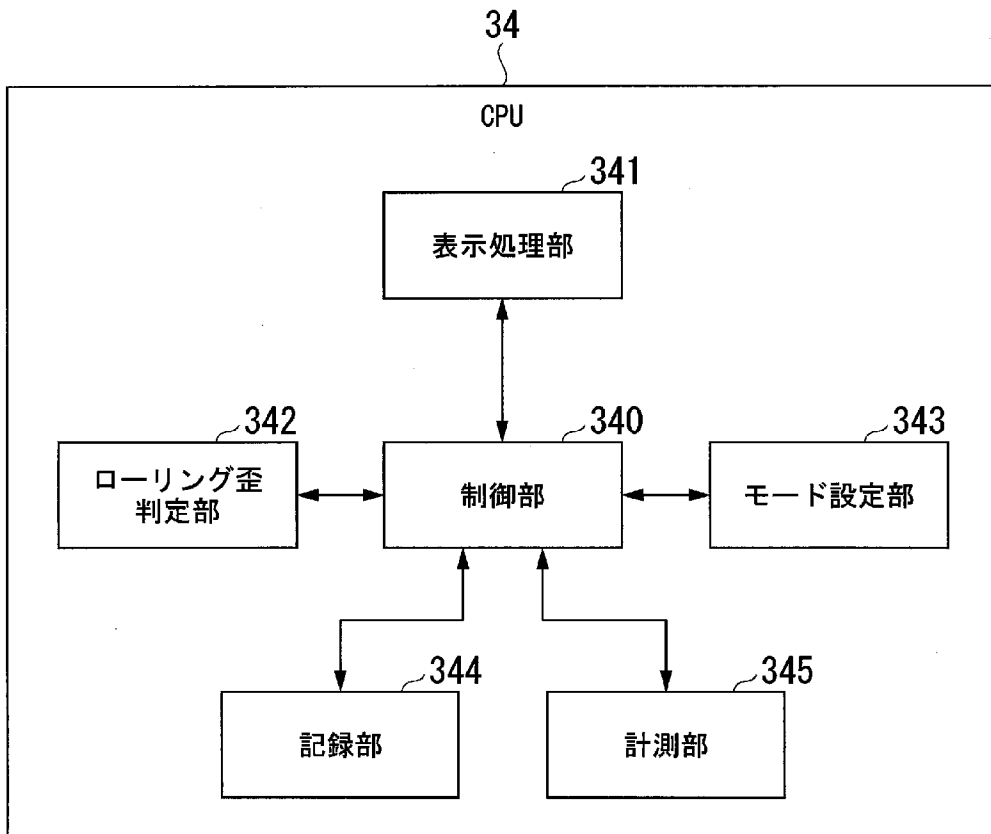 34
CPU
341
表示処理部
342
ローリング歪
判定部
340
制御部
343
モード設定部
344
記録部
345
計測部